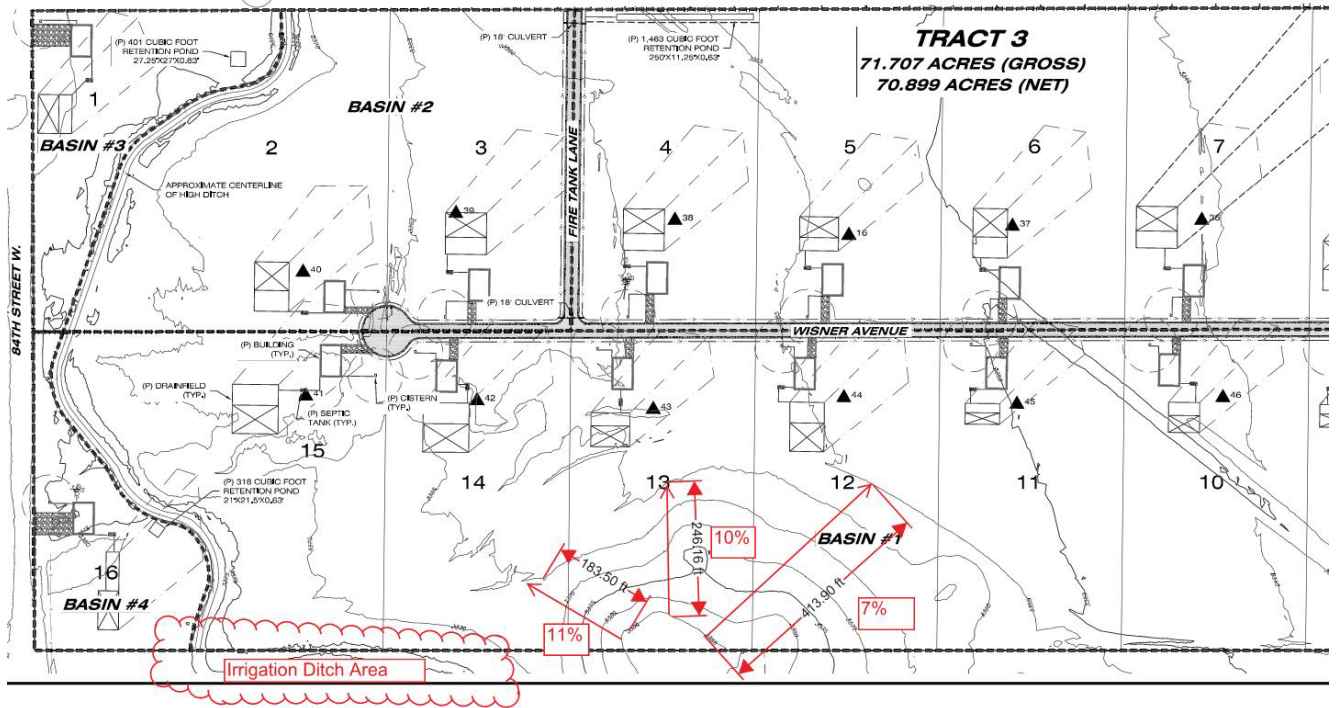 (P) 401 CUBIC FOOT
RETENTION POND
27.25'X27'X0.63'
(P) 18" CULVERT
(P) 1,463 CUBIC FOOT
RETENTION POND
250'X11.25'X0.63'
TRACT 3
71.707 ACRES (GROSS)
70.899 ACRES (NET)
1
BASIN #2
BASIN #3
2
3
4
5
6
7
FIRE TANK LANE
APPROXIMATE CENTERLINE
OF HIGH DITCH
39
38
16
37
35
40
84TH STREET W.
(P) 18" CULVERT
WISNER AVENUE
(P) BUILDING
(TYP.)
(P) DRAINFIELD
(TYP.)
41
(P) SEPTIC
TANK (TYP.)
(P) CISTERN
(TYP.)
42
43
44
45
46
15
14
13
12
11
10
(P) 318 CUBIC FOOT
RETENTION POND
21'X21.5'X0.63'
246.16 ft
10%
BASIN #1
183.50 ft
413.90 ft
7%
11%
16
BASIN #4
Irrigation Ditch Area